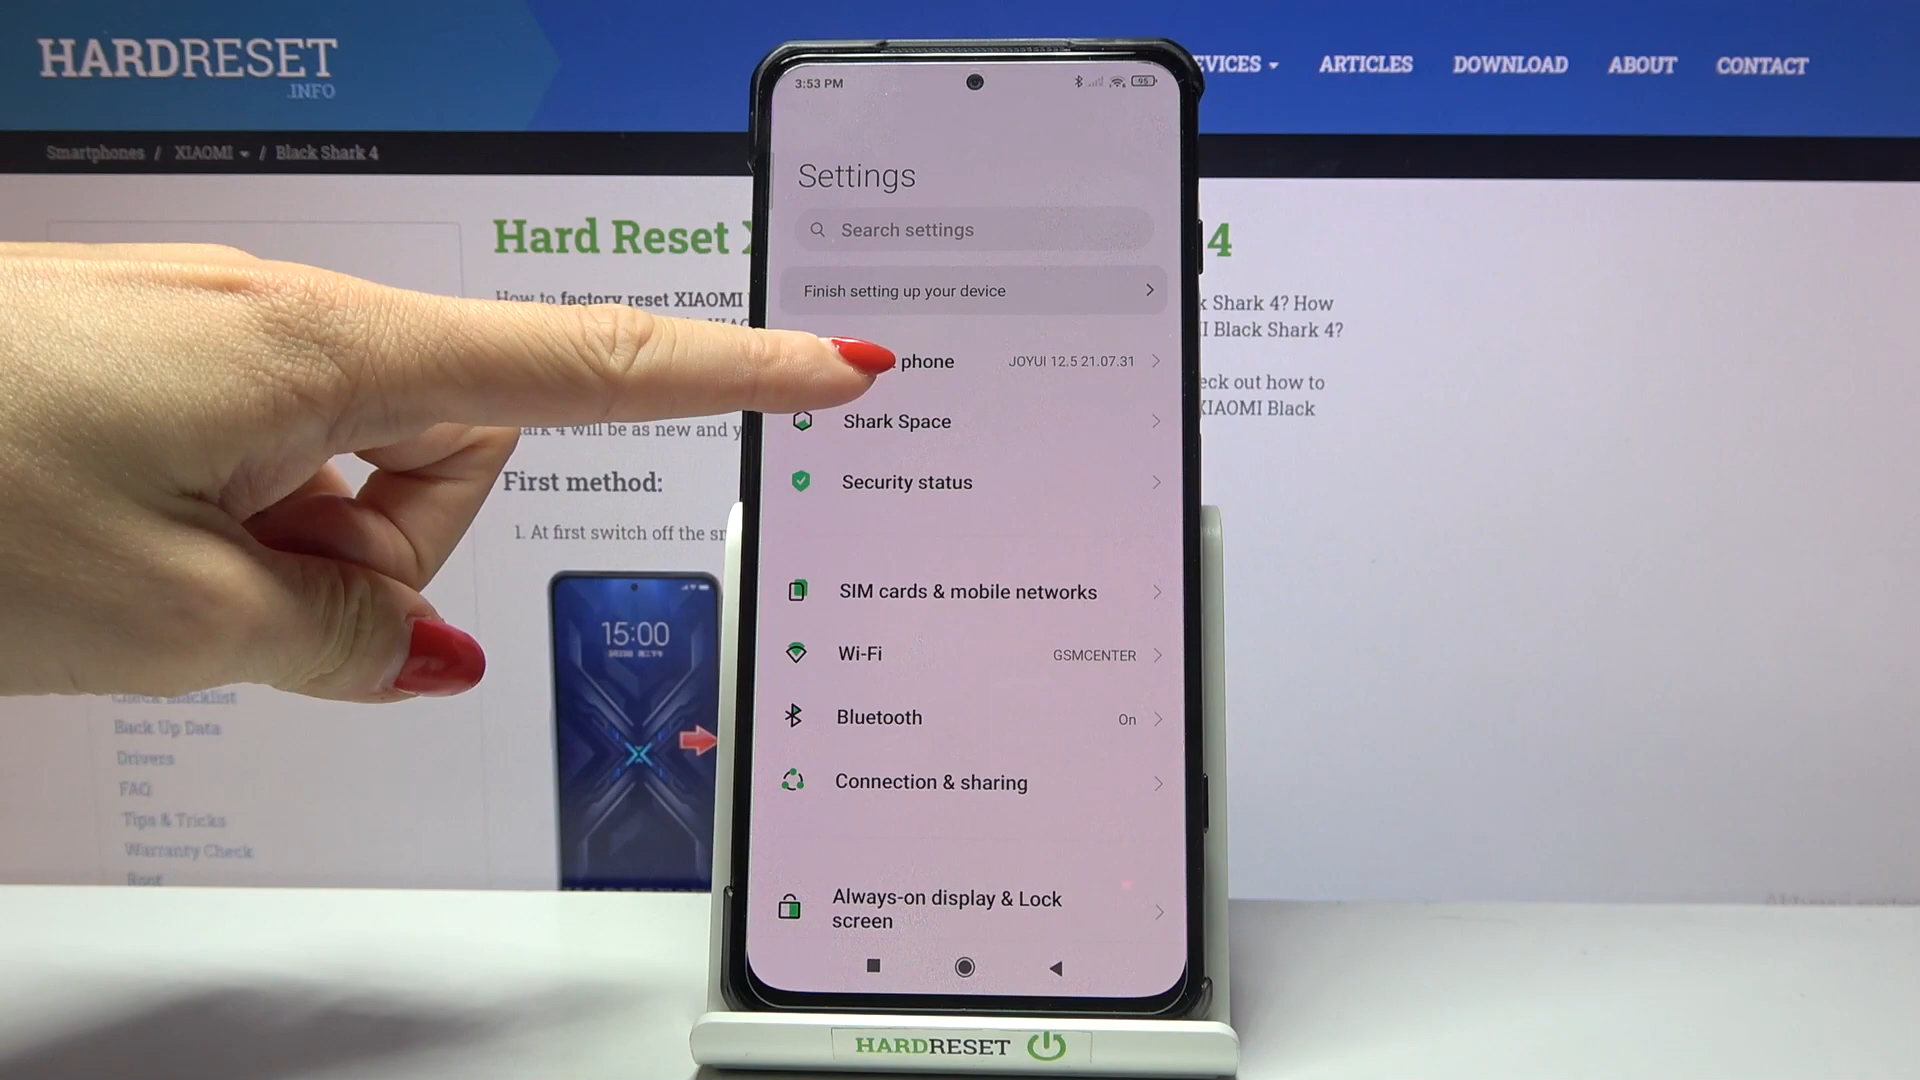 HARDRESET
.INFO
ARTICLES
DOWNLOAD
ABOUT
CONTACT
Smartphones / XIAOMI / Black Shark 4
Hard Reset
4
How to factory reset XIAOMI
Shark 4? How
Black Shark 4?
how to
XIAOMI Black
4 will be as new and
First method:
1. At first switch off the
15:00
Check Blacklist
Back Up Data
Drivers
FAQ
Tips & Tricks
Warranty Check
Root
3:53 PM
95
Settings
Search settings
Finish setting up your device
phone
JOYUI 12.5 21.07.31
Shark Space
Security status
SIM cards & mobile networks
Wi-Fi
GSMCENTER
Bluetooth
On
Connection & sharing
Always-on display & Lock
screen
HARDRESET